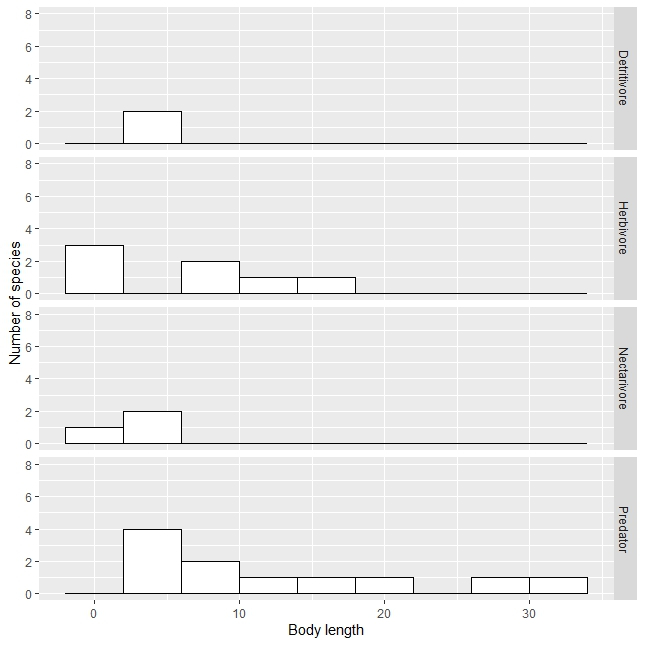 8
6
4
2
0
Detritivore
8
6
4
2
0
Herbivore
8
6
4
2
0
Nectarivore
8
6
4
2
0
Predator
Number of species
0 10 20 30
Body length